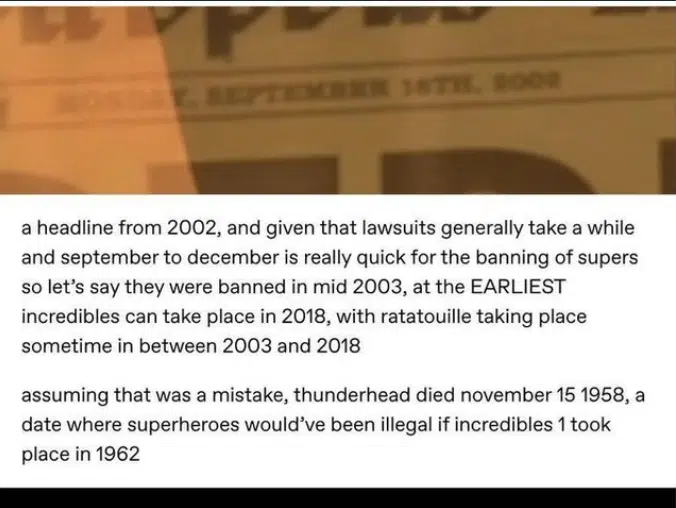 MONDAY, SEPTEMBER 16TH, 2002
a headline from 2002, and given that lawsuits generally take a while
and september to december is really quick for the banning of supers
so let's say they were banned in mid 2003, at the EARLIEST
incredibles can take place in 2018, with ratatouille taking place
sometime in between 2003 and 2018
assuming that was a mistake, thunderhead died november 15 1958, a
date where superheroes would've been illegal if incredibles 1 took
place in 1962